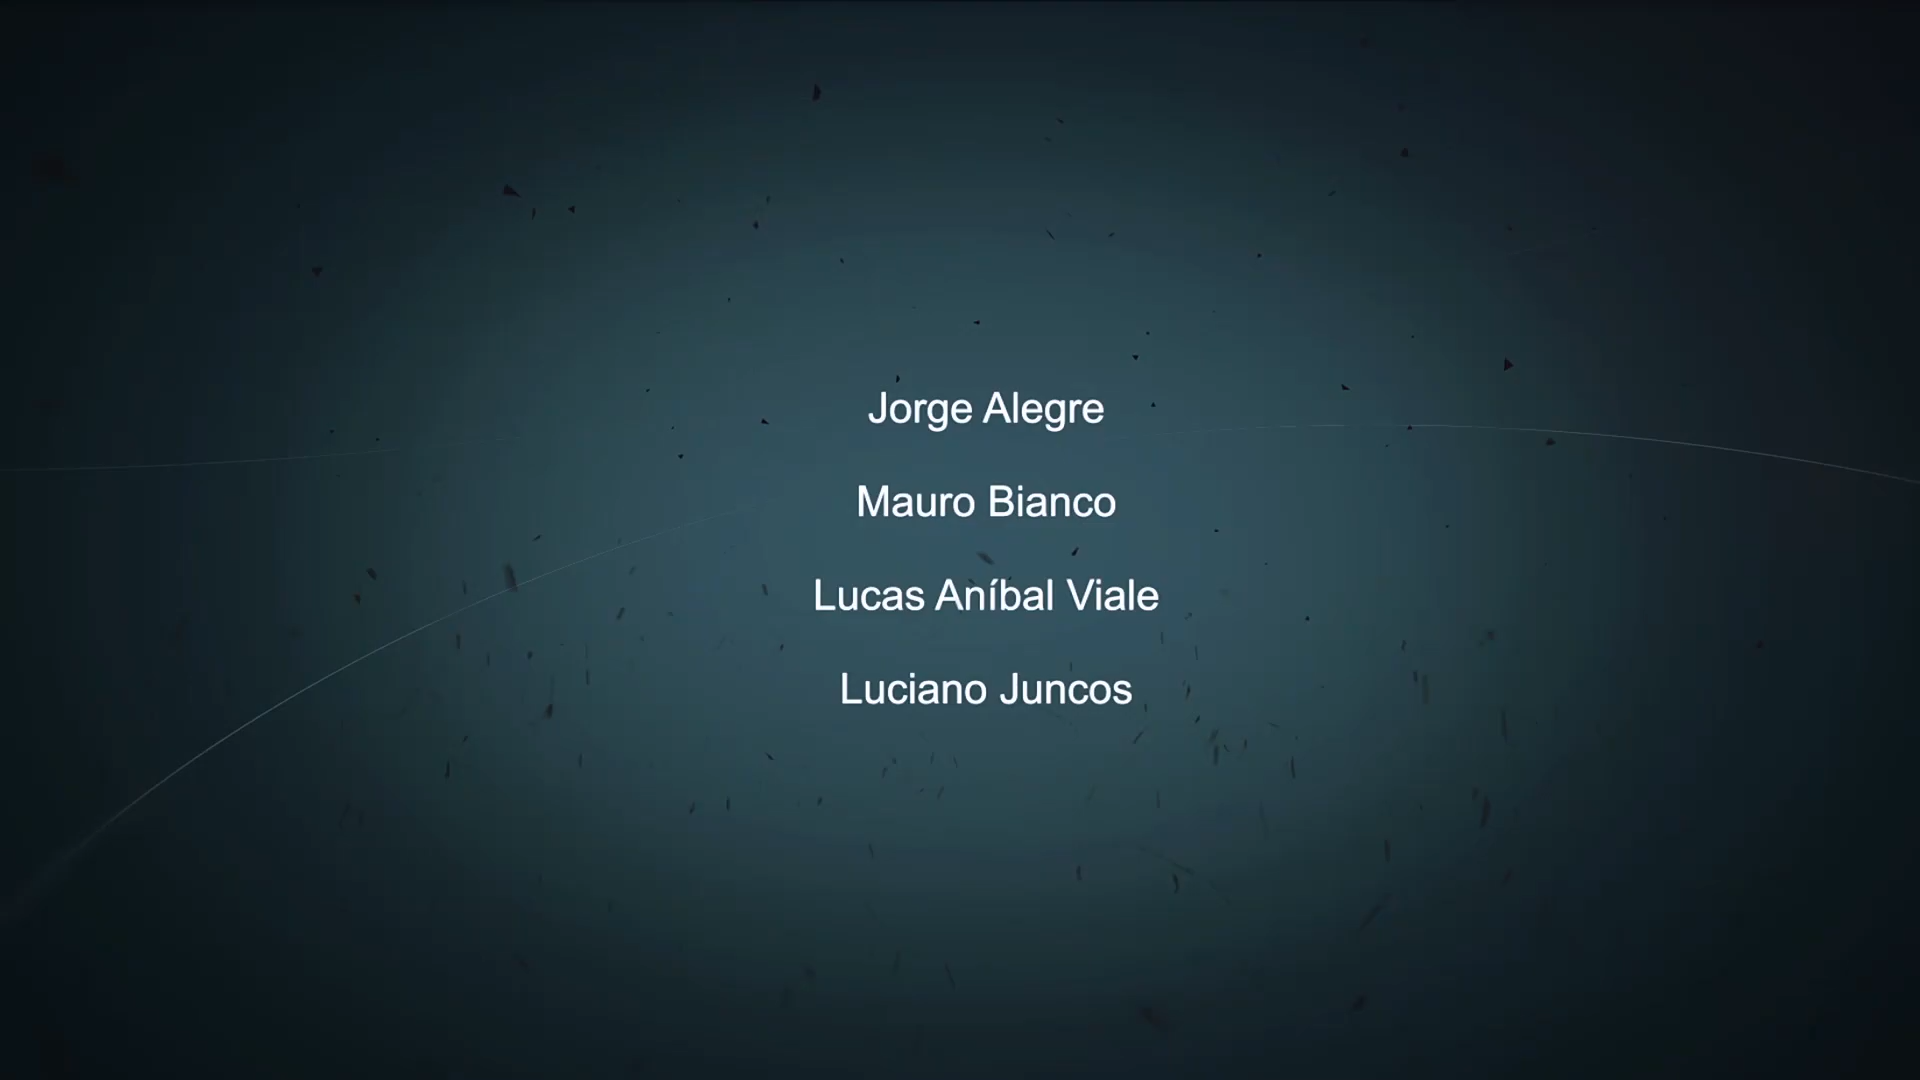 Jorge Alegre
Mauro Bianco
Lucas Aníbal Viale
Luciano Juncos